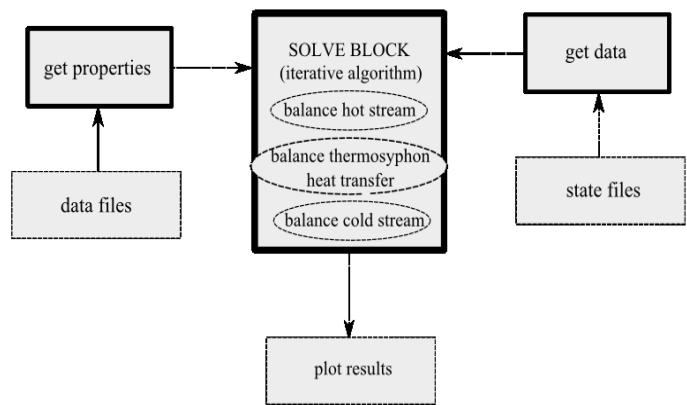 get properties
SOLVE BLOCK
(iterative algorithm)
balance hot stream
balance thermosyphon
heat transfer
balance cold stream
get data
data files
state files
plot results